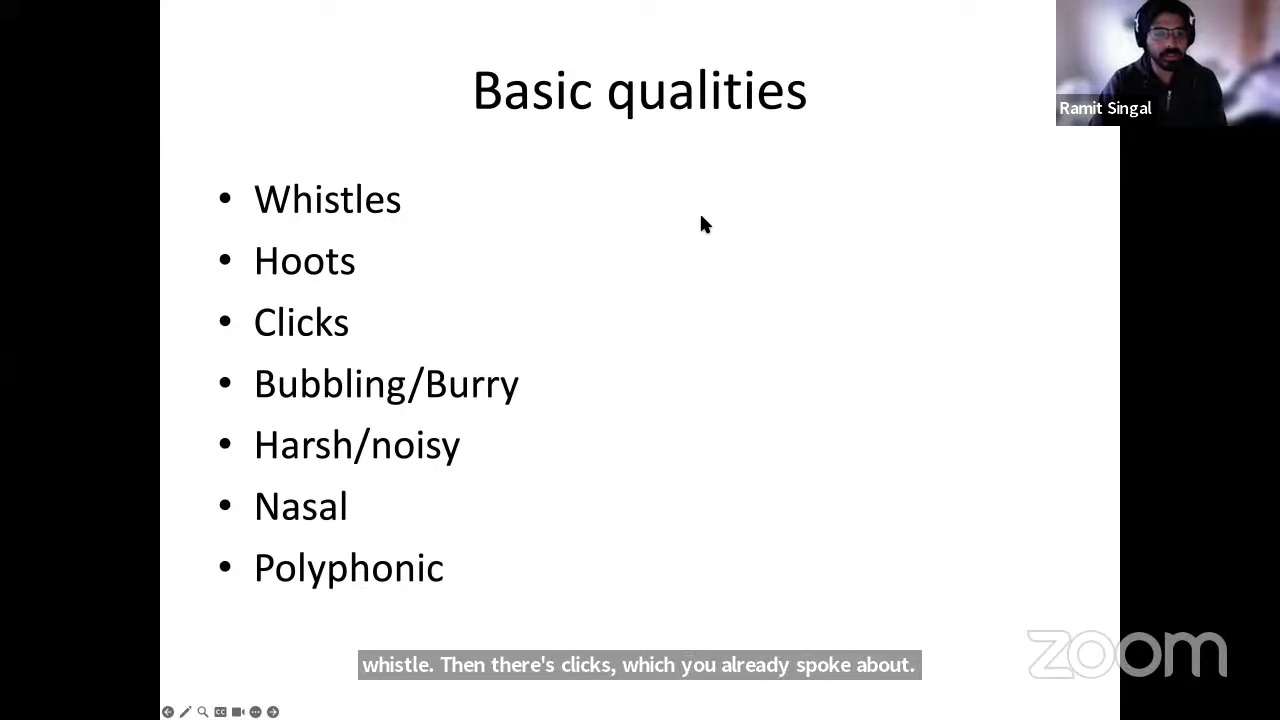 Basic qualities
Ramit Singal
• Whistles
• Hoots
• Clicks
• Bubbling/Burry
• Harsh/noisy
• Nasal
• Polyphonic
whistle. Then there's clicks, which you already spoke about.
zoom
CC